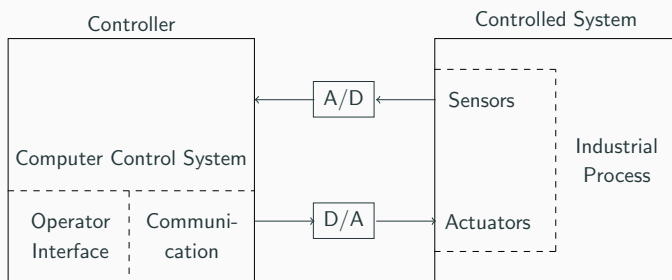 Controller
Controlled System
A/D
Sensors
Computer Control System
Industrial
Process
Operator
Interface
Communi-
cation
D/A
Actuators